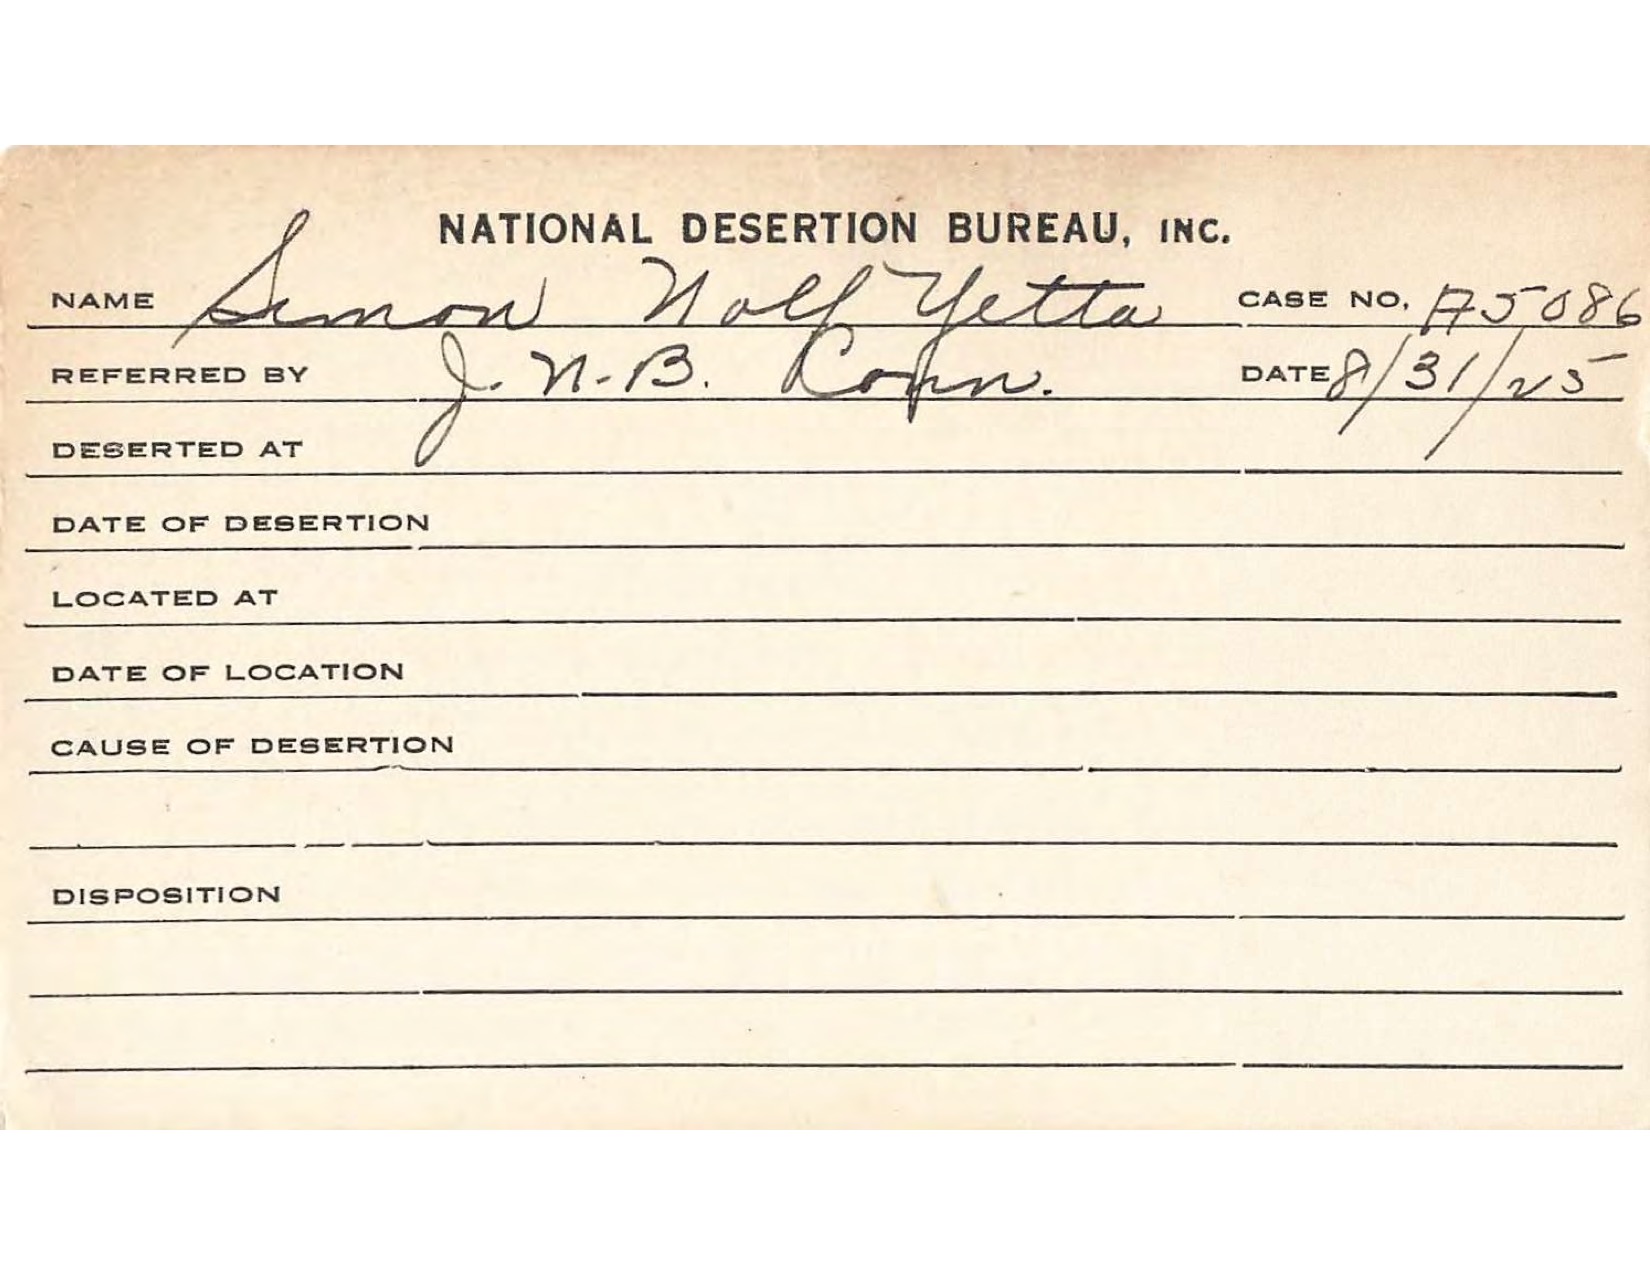 NATIONAL DESERTION BUREAU, INC.
NAME Simon Wolf Yetta CASE NO. A5086
REFERRED BY J. N. B. Conn. DATE 8/31/25
DESERTED AT
DATE OF DESERTION
LOCATED AT
DATE OF LOCATION
CAUSE OF DESERTION
DISPOSITION